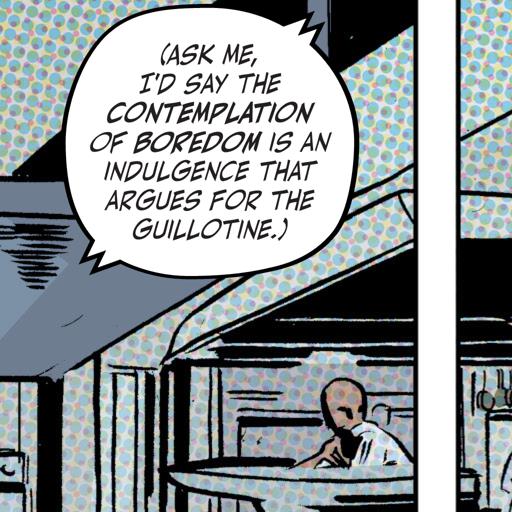 (ASK ME,
I'D SAY THE
CONTEMPLATION
OF BOREDOM IS AN
INDULGENCE THAT
ARGUES FOR THE
GUILLOTINE.)